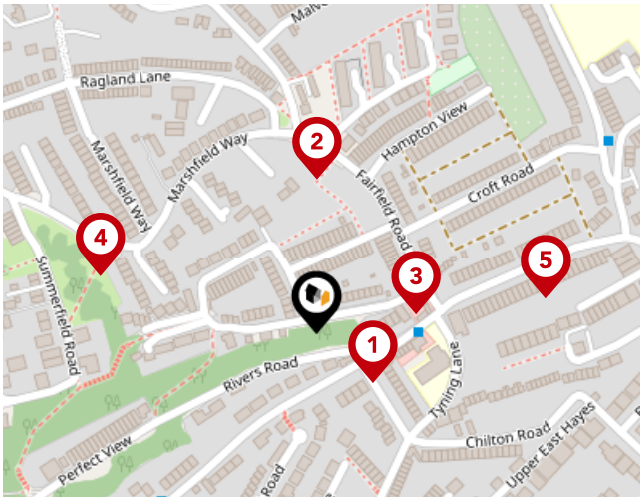 Ragland Lane
Marshfield Way
Marshfield Way
Hampton View
Fairfield Road
Croft Road
Summerfield Road
Rivers Road
Perfect View
Tyning Lane
Chilton Road
Upper East Hayes
Road
2
4
3
5
1